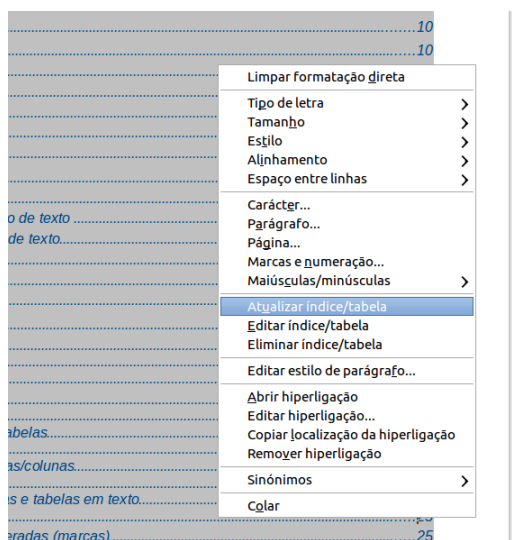 10
10
Limpar formatação direta
Tipo de letra
Tamanho
Estilo
Alinhamento
Espaço entre linhas
Carácter...
o de texto
Parágrafo...
de texto
Página...
Marcas e numeração...
Maiúsculas/minúsculas
Atualizar índice/tabela
Editar índice/tabela
Eliminar índice/tabela
Editar estilo de parágrafo...
Abrir hiperligação
Editar hiperligação...
abelas
Copiar localização da hiperligação
Remover hiperligação
as/colunas
Sinónimos
s e tabelas em texto
Colar
eradas (marcas) 25